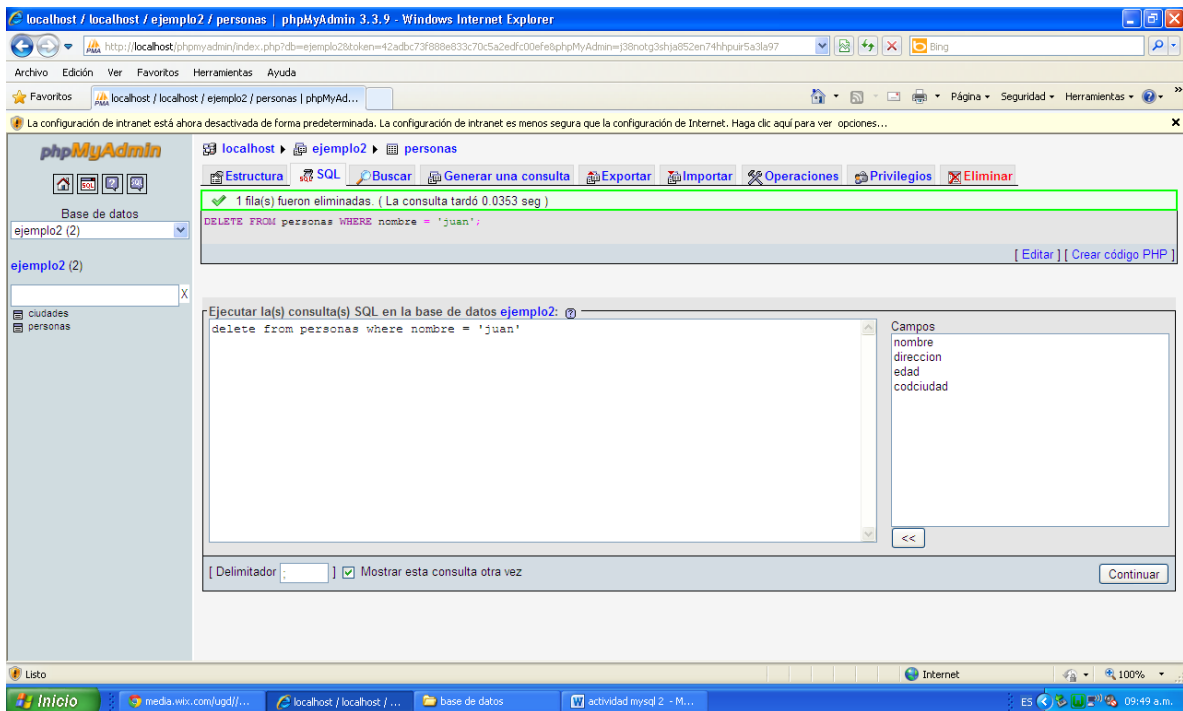 localhost / localhost / ejemplo2 / personas | phpMyAdmin 3.3.9 - Windows Internet Explorer
http://localhost/phpmyadmin/index.php?db=ejemplo2&token=42adbc73f888e833c70c5a2edfc00efe&phpMyAdmin=j38notg3shja852en74hhpuir5a3la97
Bing
Archivo Edición Ver Favoritos Herramientas Ayuda
Favoritos
localhost / localhost / ejemplo2 / personas | phpMyAd...
Página Seguridad Herramientas »
La configuración de intranet está ahora desactivada de forma predeterminada. La configuración de intranet es menos segura que la configuración de Internet. Haga clic aquí para ver opciones...
phpMyAdmin
SQL
Base de datos
ejemplo2 (2)
ejemplo2 (2)
X
ciudades
personas
localhost ▸ ejemplo2 ▸ personas
Estructura SQL Buscar Generar una consulta Exportar Importar Operaciones Privilegios Eliminar
1 fila(s) fueron eliminadas. ( La consulta tardó 0.0353 seg )
DELETE FROM personas WHERE nombre = 'juan';
[ Editar ] [ Crear código PHP ]
Ejecutar la(s) consulta(s) SQL en la base de datos ejemplo2:
delete from personas where nombre = 'juan'
Campos
nombre
direccion
edad
codciudad
<<
[ Delimitador ; ] Mostrar esta consulta otra vez
Continuar
Listo
Internet
100%
Inicio
media.wix.com/ugd//...
localhost / localhost / ...
base de datos
actividad mysql 2 - M...
ES
09:49 a.m.